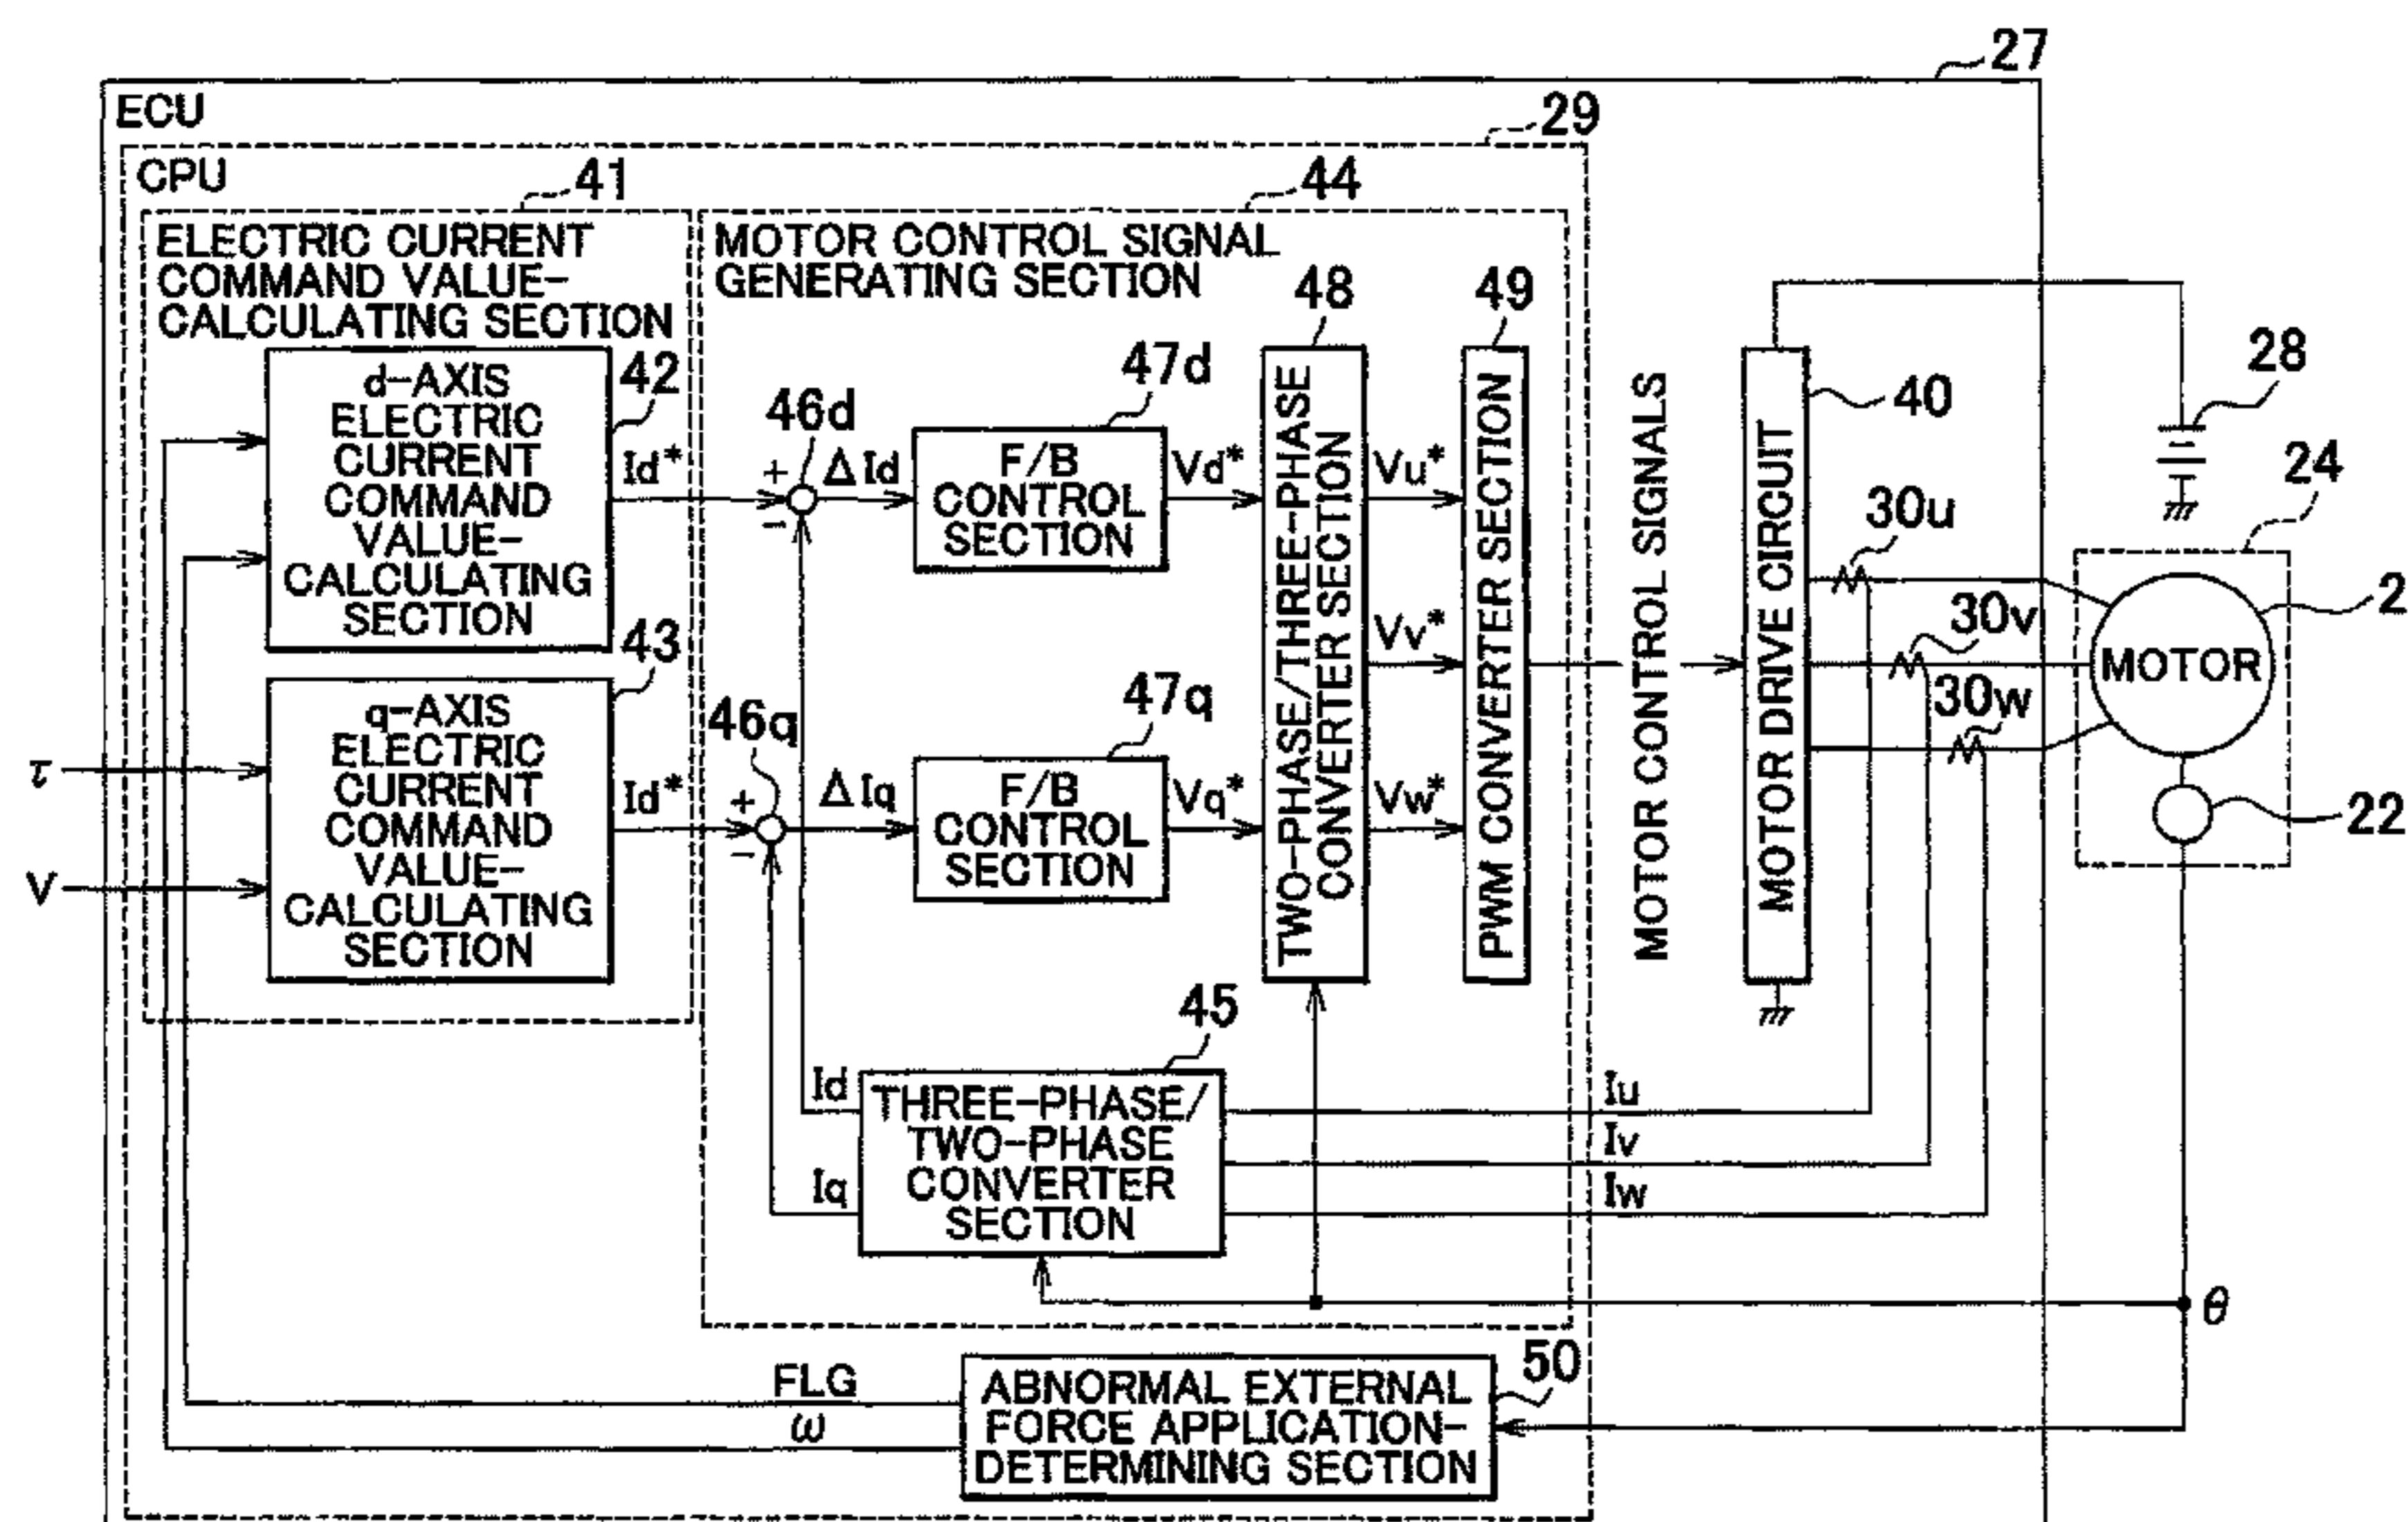 27
ECU
29
CPU
41
44
ELECTRIC CURRENT
COMMAND VALUE-
CALCULATING SECTION
MOTOR CONTROL SIGNAL
GENERATING SECTION
d-AXIS
ELECTRIC
CURRENT
COMMAND
VALUE-
CALCULATING
SECTION
42
Id*
46d
+
-
Δ Id
47d
F/B
CONTROL
SECTION
Vd*
48
TWO-PHASE/THREE-PHASE
CONVERTER SECTION
Vu*
Vv*
Vw*
49
PWM CONVERTER SECTION
MOTOR CONTROL SIGNALS
MOTOR DRIVE CIRCUIT
40
28
24
30u
30v
30w
2
MOTOR
22
τ
V
43
q-AXIS
ELECTRIC
CURRENT
COMMAND
VALUE-
CALCULATING
SECTION
Id*
46q
+
-
Δ Iq
47q
F/B
CONTROL
SECTION
Vq*
45
Id
Iq
THREE-PHASE/
TWO-PHASE
CONVERTER
SECTION
Iu
Iv
Iw
θ
FLG
ω
50
ABNORMAL EXTERNAL
FORCE APPLICATION-
DETERMINING SECTION